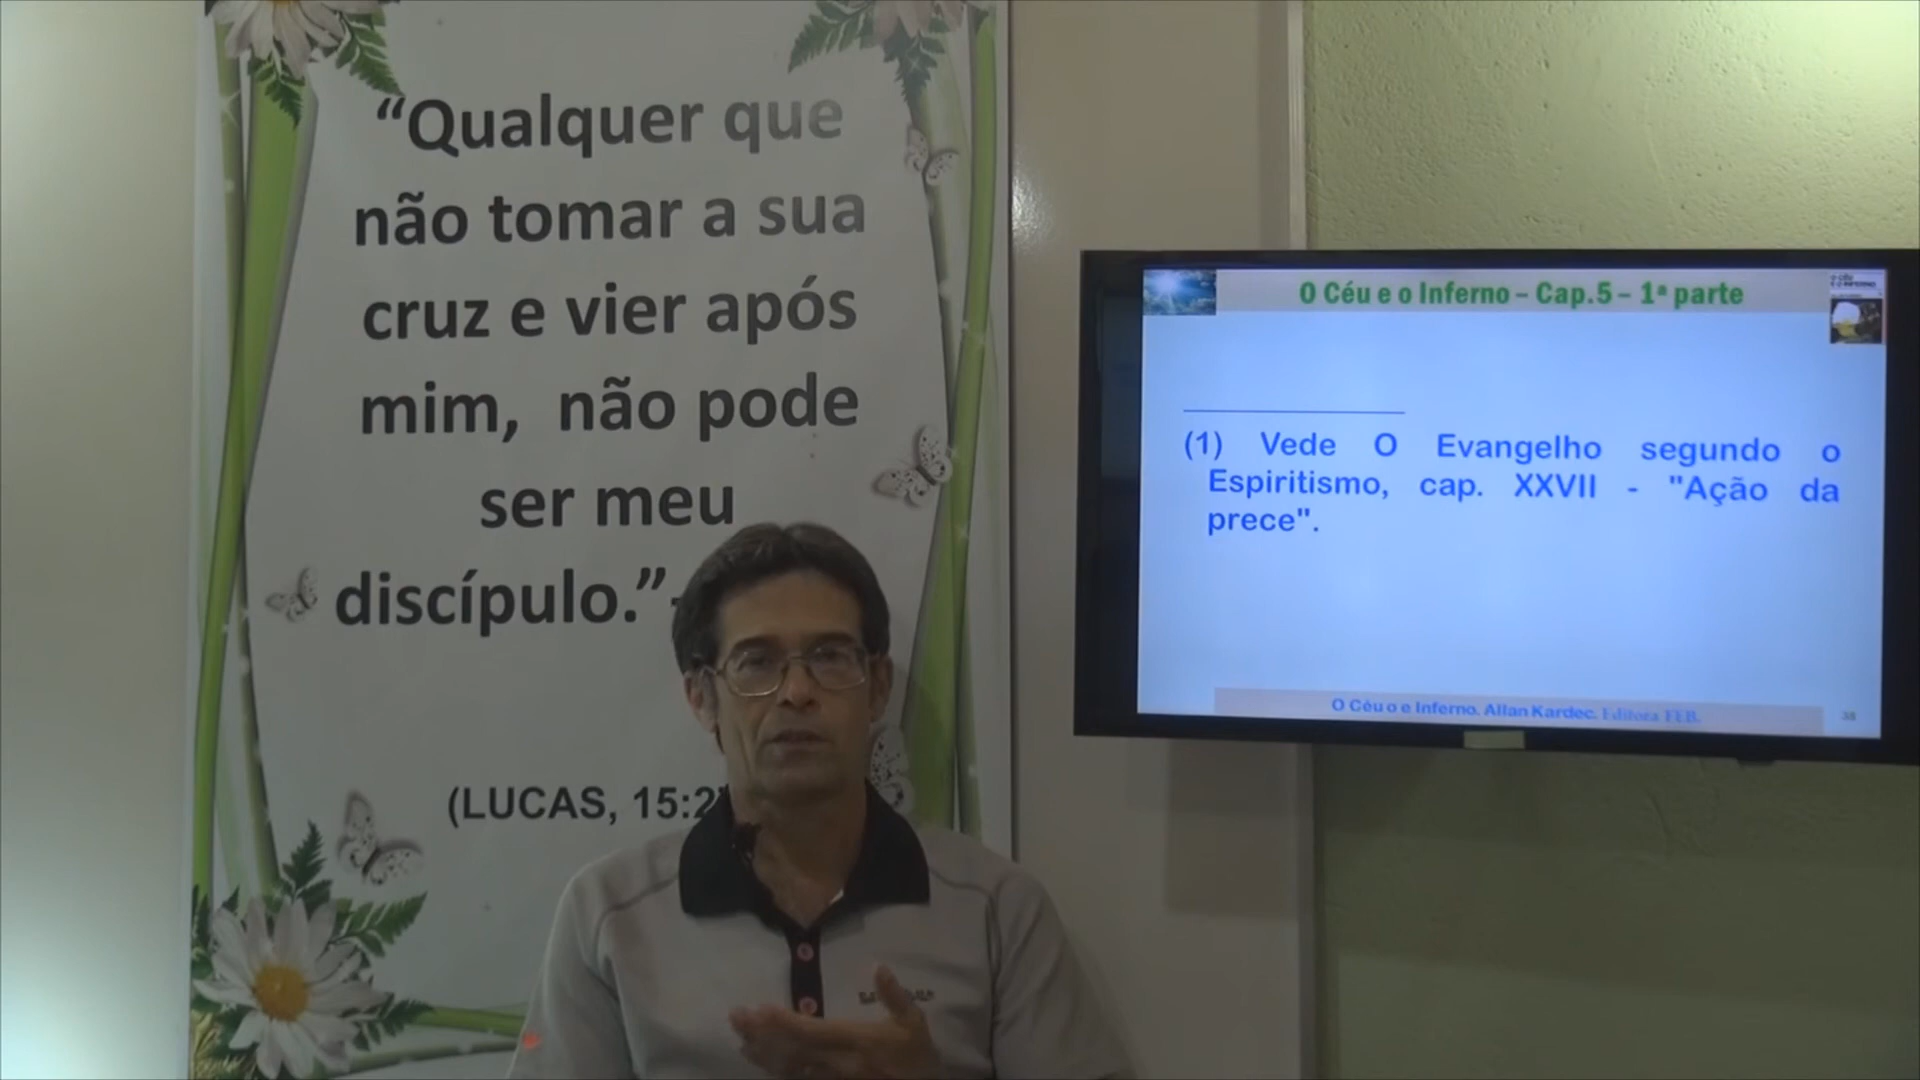 “Qualquer que
não tomar a sua
cruz e vier após
mim, não pode
ser meu
discípulo.”
(LUCAS, 15:2
O Céu e o Inferno – Cap.5 – 1ª parte
(1) Vede O Evangelho segundo o
Espiritismo, cap. XXVII - "Ação da
prece".
O Céu o e Inferno. Allan Kardec. Editora FEB.